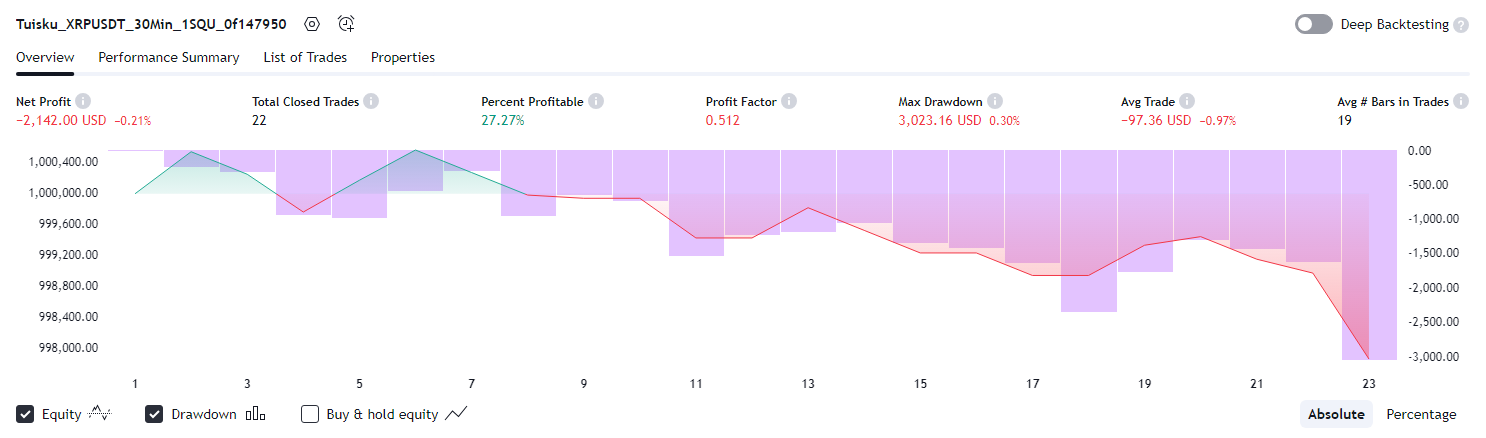 Tuisku_XRPUSDT_30Min_1SQU_0f147950
Deep Backtesting ?
Overview Performance Summary List of Trades Properties
Net Profit i Total Closed Trades i Percent Profitable i Profit Factor i Max Drawdown i Avg Trade i Avg # Bars in Trades i
−2,142.00 USD −0.21% 22 27.27% 0.512 3,023.16 USD 0.30% −97.36 USD −0.97% 19
1,000,400.00
1,000,000.00
999,600.00
999,200.00
998,800.00
998,400.00
998,000.00
0.00
-500.00
-1,000.00
-1,500.00
-2,000.00
-2,500.00
-3,000.00
1 3 5 7 9 11 13 15 17 19 21 23
Equity Drawdown Buy & hold equity Absolute Percentage